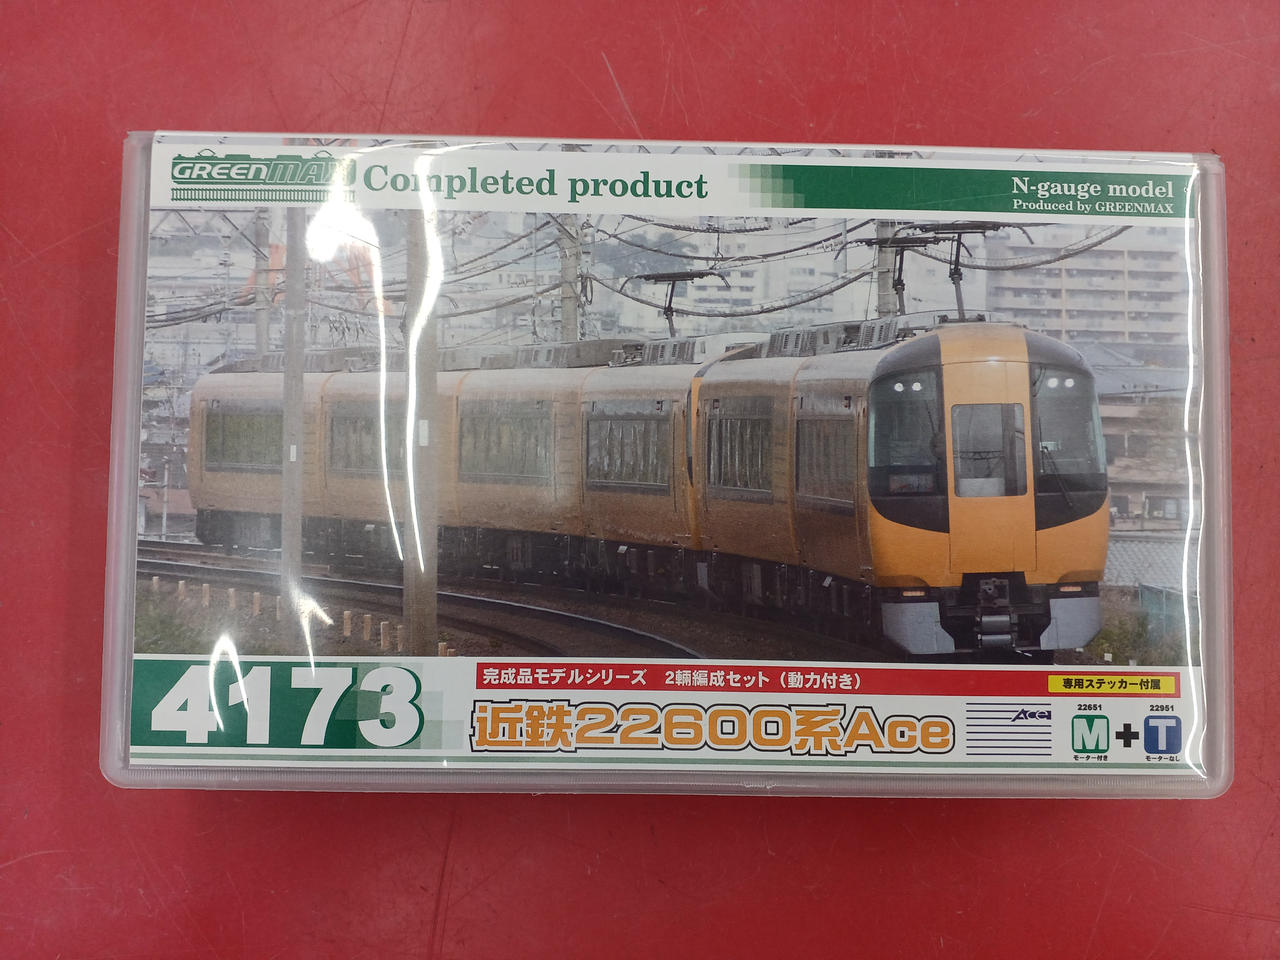 GREENMAX
Completed product
N-gauge model
Produced by GREENMAX
4173
完成品モデルシリーズ 2輛編成セット（動力付き）
専用ステッカー付属
近鉄22600系Ace
Ace
22651
M
モーター付き
+
22951
T
モーターなし